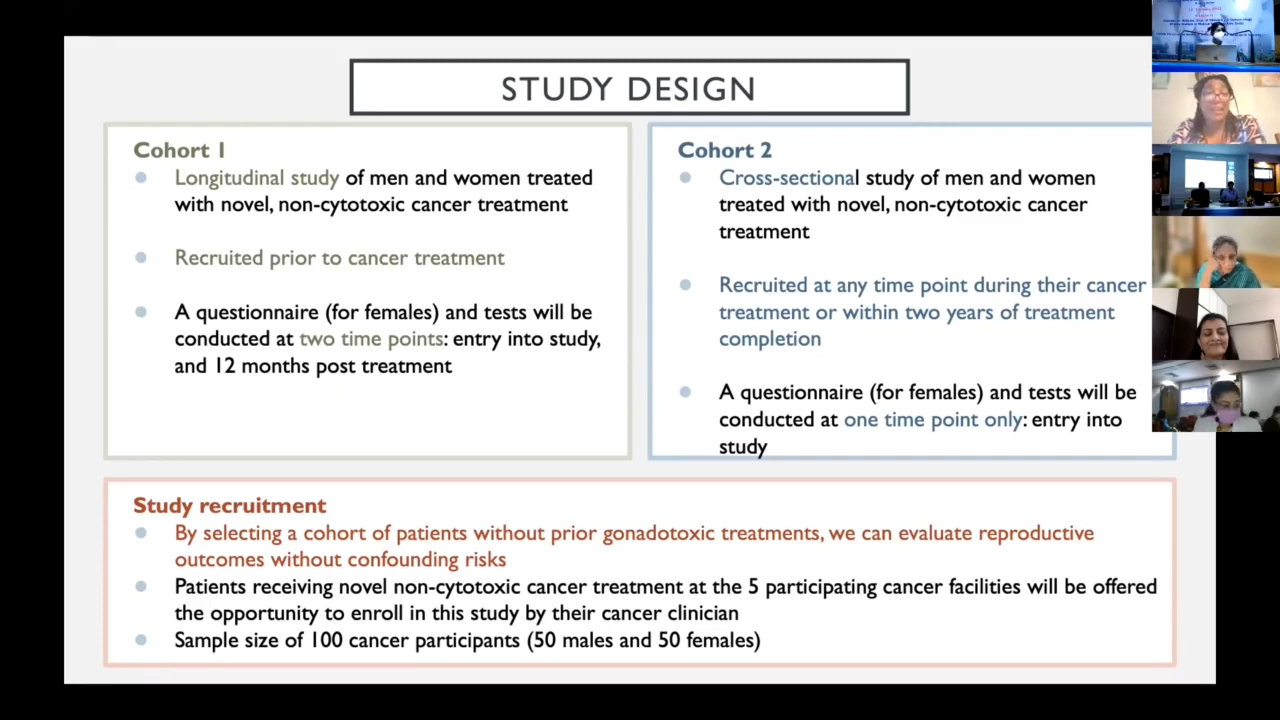 STUDY DESIGN
Cohort 1
Longitudinal study of men and women treated
with novel, non-cytotoxic cancer treatment
Recruited prior to cancer treatment
A questionnaire (for females) and tests will be
conducted at two time points: entry into study,
and 12 months post treatment
Cohort 2
Cross-sectional study of men and women
treated with novel, non-cytotoxic cancer
treatment
Recruited at any time point during their cancer
treatment or within two years of treatment
completion
A questionnaire (for females) and tests will be
conducted at one time point only: entry into
study
Study recruitment
By selecting a cohort of patients without prior gonadotoxic treatments, we can evaluate reproductive
outcomes without confounding risks
Patients receiving novel non-cytotoxic cancer treatment at the 5 participating cancer facilities will be offered
the opportunity to enroll in this study by their cancer clinician
Sample size of 100 cancer participants (50 males and 50 females)